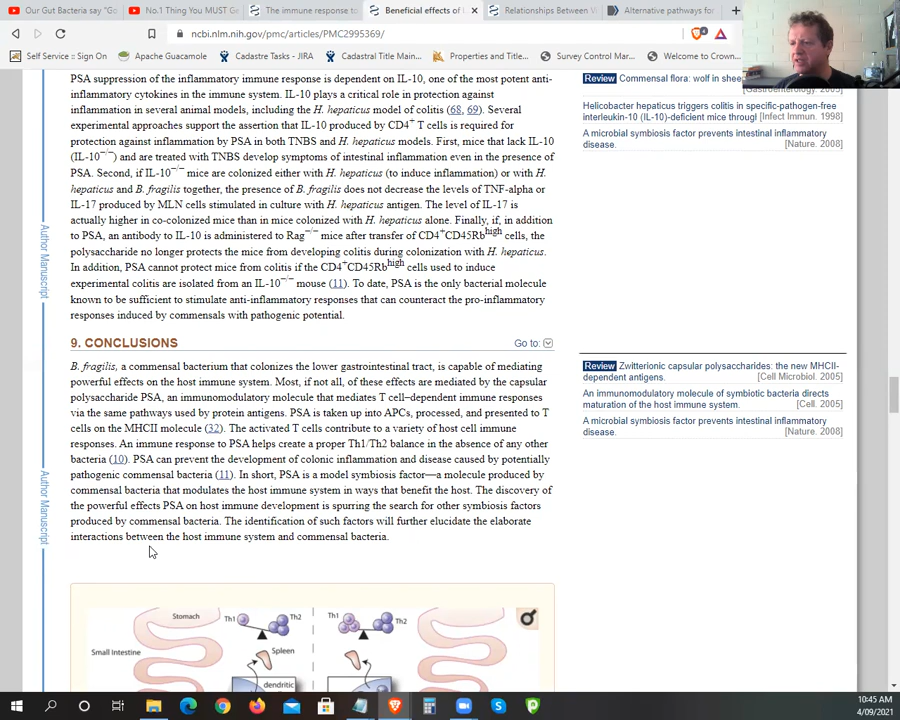 Our Gut Bacteria say "Go
No.1 Thing You MUST G
The immune response to
Beneficial effects of
Relationships Between V
Alternative pathways for
ncbi.nlm.nih.gov/pmc/articles/PMC2995369/
Self Service :: Sign On
Apache Guacamole
Cadastre Tasks - JIRA
Cadastral Title Main...
Property and Title...
Survey Control Mar...
Welcome to Crown...
PSA suppression of the inflammatory immune response is dependent on IL-10, one of the most potent anti-
inflammatory cytokines in the immune system. IL-10 plays a critical role in protection against
inflammation in several animal models, including the H. hepaticus model of colitis (68, 69). Several
experimental approaches support the assertion that IL-10 produced by CD4+ T cells is required for
protection against inflammation by PSA in both TNBS and H. hepaticus models. First, mice that lack IL-10
(IL-10−/−) and are treated with TNBS develop symptoms of intestinal inflammation even in the presence of
PSA. Second, if IL-10−/− mice are colonized either with H. hepaticus (to induce inflammation) or with H.
hepaticus and B. fragilis together, the presence of B. fragilis does not decrease the levels of TNF-alpha or
IL-17 produced by MLN cells stimulated in culture with H. hepaticus antigen. The level of IL-17 is
actually higher in co-colonized mice than in mice colonized with H. hepaticus alone. Finally, if, in addition
to PSA, an antibody to IL-10 is administered to Rag−/− mice after transfer of CD4+CD45Rbhigh cells, the
polysaccharide no longer protects the mice from developing colitis during colonization with H. hepaticus.
In addition, PSA cannot protect mice from colitis if the CD4+CD45Rbhigh cells used to induce
experimental colitis are isolated from an IL-10−/− mouse (11). To date, PSA is the only bacterial molecule
known to be sufficient to stimulate anti-inflammatory responses that can counteract the pro-inflammatory
responses induced by commensals with pathogenic potential.
Review Commensal flora: wolf in shee
[Gastroenterology. 2005]
Helicobacter hepaticus triggers colitis in specific-pathogen-free
interleukin-10 (IL-10)-deficient mice througl [Infect Immun. 1998]
A microbial symbiosis factor prevents intestinal inflammatory
disease. [Nature. 2008]
Author Manuscript
9. CONCLUSIONS
Go to:
B. fragilis, a commensal bacterium that colonizes the lower gastrointestinal tract, is capable of mediating
powerful effects on the host immune system. Most, if not all, of these effects are mediated by the capsular
polysaccharide PSA, an immunomodulatory molecule that mediates T cell–dependent immune responses
via the same pathways used by protein antigens. PSA is taken up into APCs, processed, and presented to T
cells on the MHCII molecule (32). The activated T cells contribute to a variety of host cell immune
responses. An immune response to PSA helps create a proper Th1/Th2 balance in the absence of any other
bacteria (10). PSA can prevent the development of colonic inflammation and disease caused by potentially
pathogenic commensal bacteria (11). In short, PSA is a model symbiosis factor—a molecule produced by
commensal bacteria that modulates the host immune system in ways that benefit the host. The discovery of
the powerful effects PSA on host immune development is spurring the search for other symbiosis factors
produced by commensal bacteria. The identification of such factors will further elucidate the elaborate
interactions between the host immune system and commensal bacteria.
Review Zwitterionic capsular polysaccharides: the new MHCII-
dependent antigens. [Cell Microbiol. 2005]
An immunomodulatory molecule of symbiotic bacteria directs
maturation of the host immune system. [Cell. 2005]
A microbial symbiosis factor prevents intestinal inflammatory
disease. [Nature. 2008]
Author Manuscript
Stomach
Th1
Th2
Th1
Th2
Small Intestine
Spleen
dendritic
10:45 AM
4/09/2021